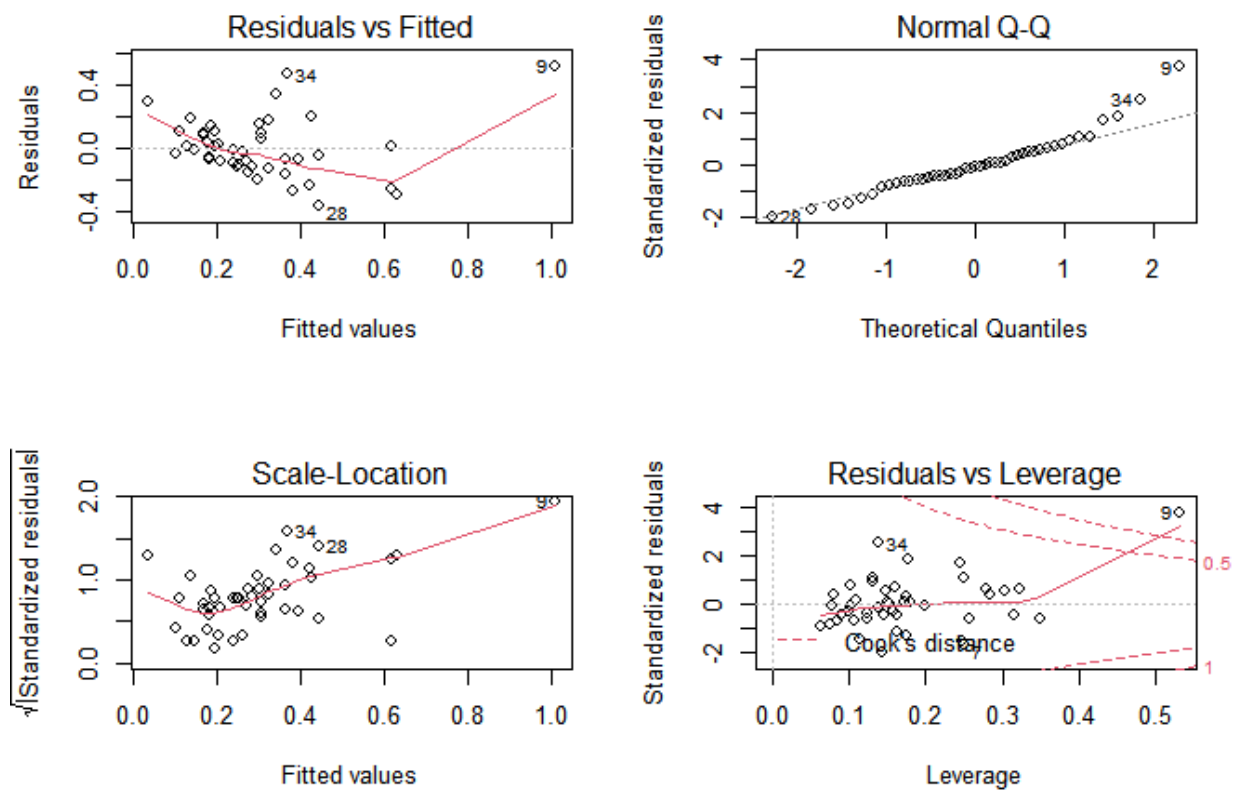 Residuals vs Fitted
Residuals
-0.4 0.0 0.4
34
9
28
0.0 0.2 0.4 0.6 0.8 1.0
Fitted values
Normal Q-Q
Standardized residuals
-2 0 2 4
9
34
28
-2 -1 0 1 2
Theoretical Quantiles
Scale-Location
√|Standardized residuals|
0.0 1.0 2.0
9
34
28
0.0 0.2 0.4 0.6 0.8 1.0
Fitted values
Residuals vs Leverage
Standardized residuals
-2 0 2 4
9
34
7
Cook's distance
0.5
1
0.0 0.1 0.2 0.3 0.4 0.5
Leverage